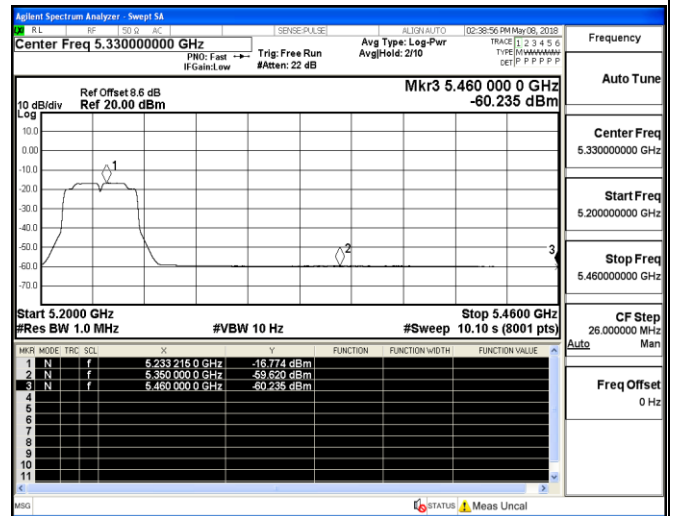 Agilent Spectrum Analyzer - Swept SA
RL RF 50 Ω AC SENSE:PULSE ALIGNAUTO 02:38:56 PM May 08, 2018
Center Freq 5.330000000 GHz
PNO: Fast Trig: Free Run Avg Type: Log-Pwr TRACE 1 2 3 4 5 6
IFGain:Low #Atten: 22 dB Avg|Hold: 2/10 TYPE M
DET P P P P P P
Mkr3 5.460 000 0 GHz
-60.235 dBm
Ref Offset 8.6 dB
10 dB/div Ref 20.00 dBm
Log
10.0
0.00
-10.0
-20.0
-30.0
-40.0
-50.0
-60.0
-70.0
1
2
3
Start 5.2000 GHz Stop 5.4600 GHz
#Res BW 1.0 MHz #VBW 10 Hz #Sweep 10.10 s (8001 pts)
MKR MODE TRC SCL X Y FUNCTION FUNCTION WIDTH FUNCTION VALUE
1 N f 5.233 215 0 GHz -16.774 dBm
2 N f 5.350 000 0 GHz -59.620 dBm
3 N f 5.460 000 0 GHz -60.235 dBm
4
5
6
7
8
9
10
11
MSG STATUS Meas Uncal
Frequency
Auto Tune
Center Freq
5.330000000 GHz
Start Freq
5.200000000 GHz
Stop Freq
5.460000000 GHz
CF Step
26.000000 MHz
Auto Man
Freq Offset
0 Hz